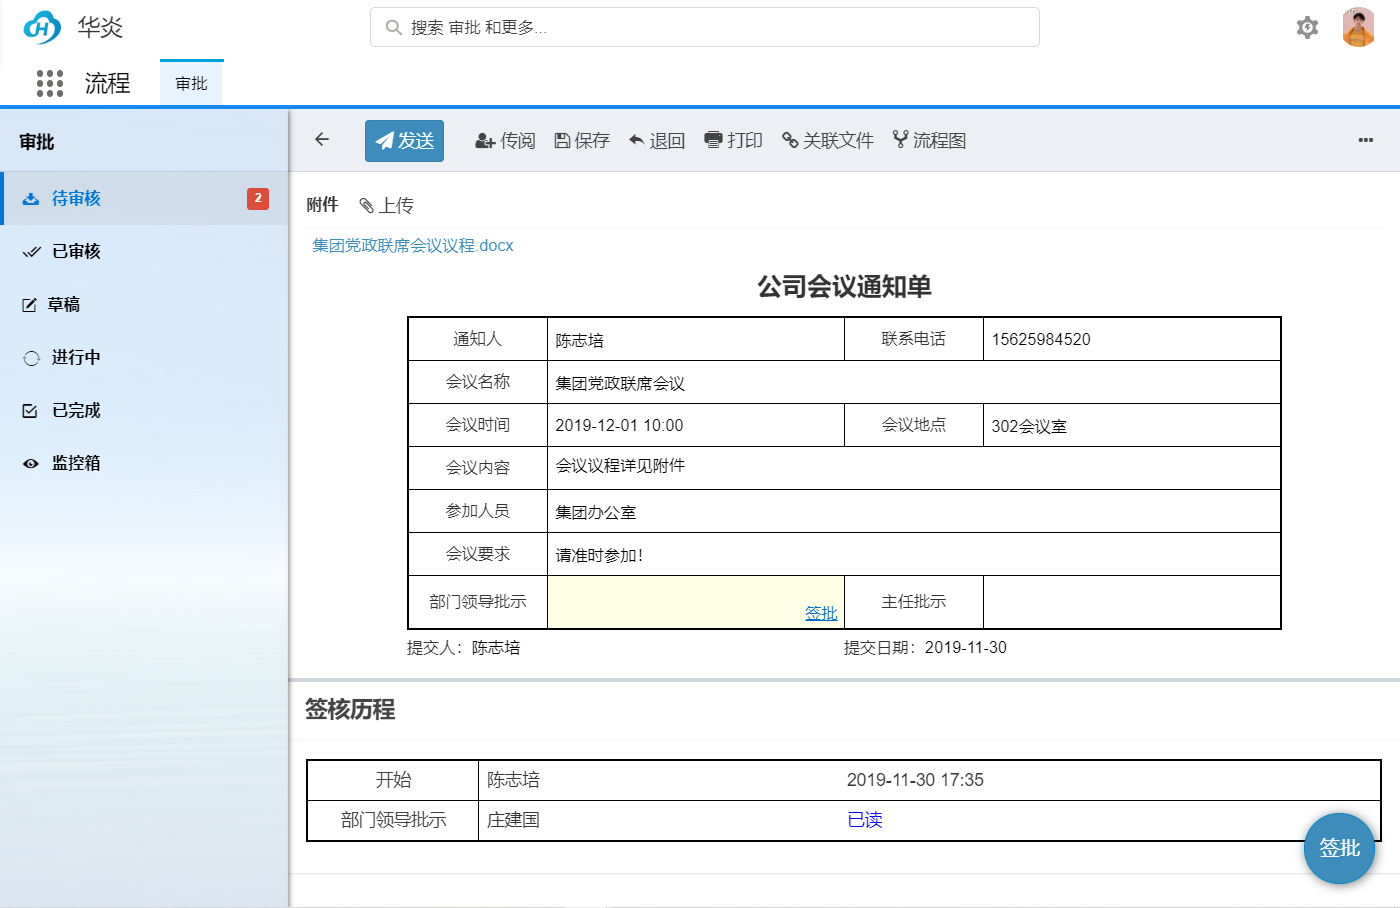 华炎
搜索 审批 和更多...
流程
审批
审批
待审核 2
已审核
草稿
进行中
已完成
监控箱
发送 传阅 保存 退回 打印 关联文件 流程图
附件 上传
集团党政联席会议议程.docx
公司会议通知单
通知人 陈志培 联系电话 15625984520
会议名称 集团党政联席会议
会议时间 2019-12-01 10:00 会议地点 302会议室
会议内容 会议议程详见附件
参加人员 集团办公室
会议要求 请准时参加！
部门领导批示 签批 主任批示
提交人：陈志培 提交日期：2019-11-30
签核历程
开始 陈志培 2019-11-30 17:35
部门领导批示 庄建国 已读
签批